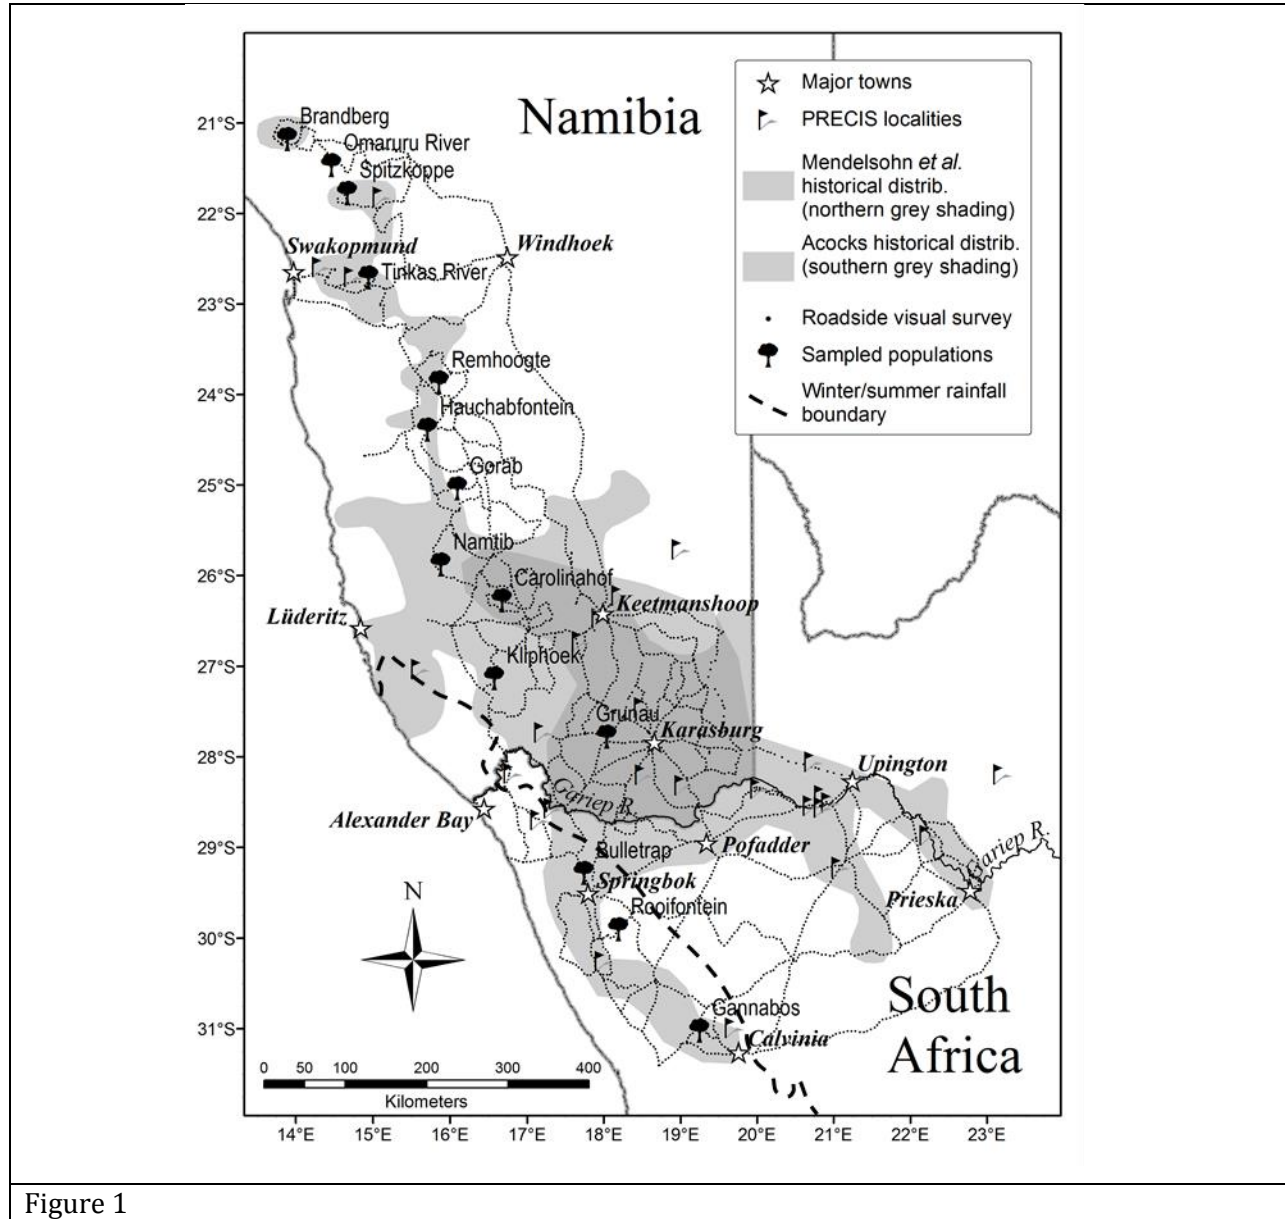 Namibia
Major towns
PRECIS localities
Mendelsohn et al.
historical distrib.
(northern grey shading)
Acocks historical distrib.
(southern grey shading)
Roadside visual survey
Sampled populations
Winter/summer rainfall
boundary
21°S
22°S
23°S
24°S
25°S
26°S
27°S
28°S
29°S
30°S
31°S
Brandberg
Omaruru River
Spitzkoppe
Swakopmund
Windhoek
Tinkas River
Remhoogte
Hauchabfontein
Gorab
Namtib
Carolinahof
Keetmanshoop
Lüderitz
Kliphoek
Grunau
Karasburg
Upington
Gariep R.
Alexander Bay
Pofadder
Gariep R.
Bulletrap
Springbok
Prieska
Rooifontein
N
Gannabos
Calvinia
South
Africa
0 50 100 200 300 400
Kilometers
14°E 15°E 16°E 17°E 18°E 19°E 20°E 21°E 22°E 23°E
Figure 1